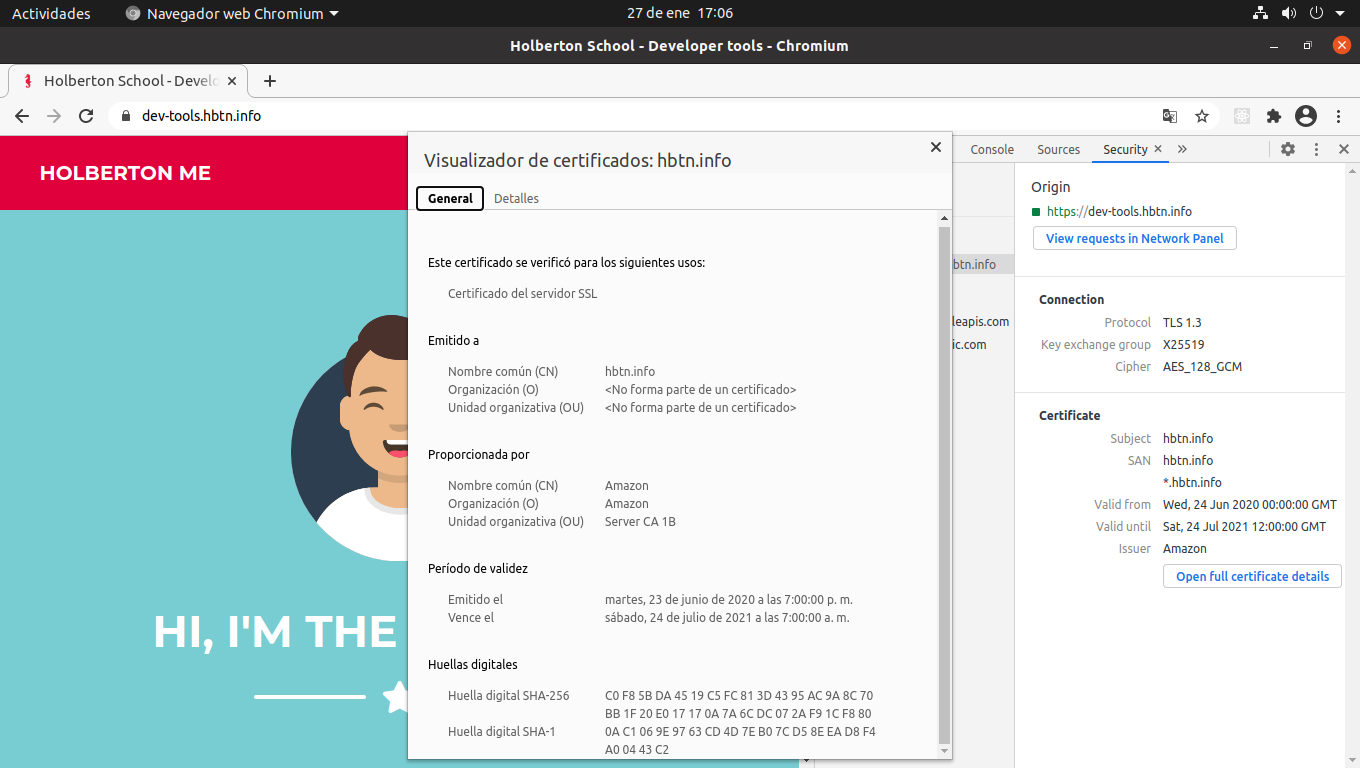 Actividades
Navegador web Chromium
27 de ene 17:06
Holberton School - Developer tools - Chromium
Holberton School - Develo
dev-tools.hbtn.info
HOLBERTON ME
HI, I'M THE
Visualizador de certificados: hbtn.info
General
Detalles
Este certificado se verificó para los siguientes usos:
Certificado del servidor SSL
Emitido a
Nombre común (CN) hbtn.info
Organización (O) <No forma parte de un certificado>
Unidad organizativa (OU) <No forma parte de un certificado>
Proporcionada por
Nombre común (CN) Amazon
Organización (O) Amazon
Unidad organizativa (OU) Server CA 1B
Período de validez
Emitido el martes, 23 de junio de 2020 a las 7:00:00 p. m.
Vence el sábado, 24 de julio de 2021 a las 7:00:00 a. m.
Huellas digitales
Huella digital SHA-256 C0 F8 5B DA 45 19 C5 FC 81 3D 43 95 AC 9A 8C 70
BB 1F 20 E0 17 17 0A 7A 6C DC 07 2A F9 1C F8 80
Huella digital SHA-1 0A C1 06 9E 97 63 CD 4D 7E B0 7C D5 8E EA D8 F4
A0 04 43 C2
Console
Sources
Security
btn.info
leapis.com
ic.com
Origin
https://dev-tools.hbtn.info
View requests in Network Panel
Connection
Protocol TLS 1.3
Key exchange group X25519
Cipher AES_128_GCM
Certificate
Subject hbtn.info
SAN hbtn.info
*.hbtn.info
Valid from Wed, 24 Jun 2020 00:00:00 GMT
Valid until Sat, 24 Jul 2021 12:00:00 GMT
Issuer Amazon
Open full certificate details